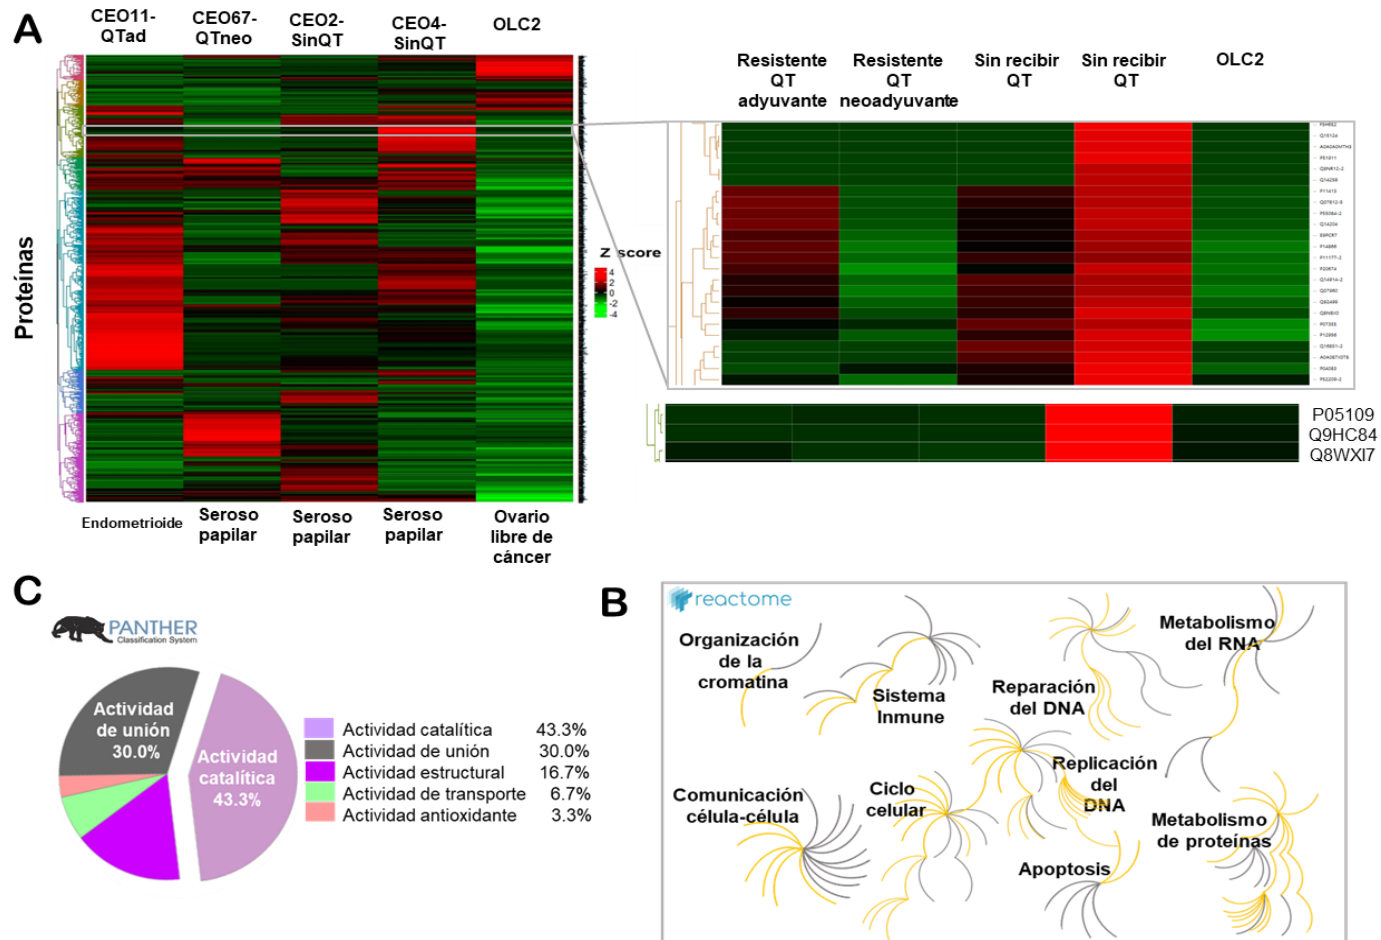 A
CEO11-
QTad
CEO67-
QTneo
CEO2-
SinQT
CEO4-
SinQT
OLC2
Proteínas
Endometrioide
Seroso
papilar
Seroso
papilar
Seroso
papilar
Ovario
libre de
cáncer
Z score
4
2
0
-2
-4
Resistente
QT
adyuvante
Resistente
QT
neoadyuvante
Sin recibir
QT
Sin recibir
QT
OLC2
P05109
Q9HC84
Q8WXI7
C
PANTHER
Classification System
Actividad
de unión
30.0%
Actividad
catalítica
43.3%
Actividad catalítica 43.3%
Actividad de unión 30.0%
Actividad estructural 16.7%
Actividad de transporte 6.7%
Actividad antioxidante 3.3%
B
reactome
Organización
de la
cromatina
Sistema
Inmune
Reparación
del DNA
Metabolismo
del RNA
Comunicación
célula-célula
Ciclo
celular
Replicación
del
DNA
Apoptosis
Metabolismo
de proteínas